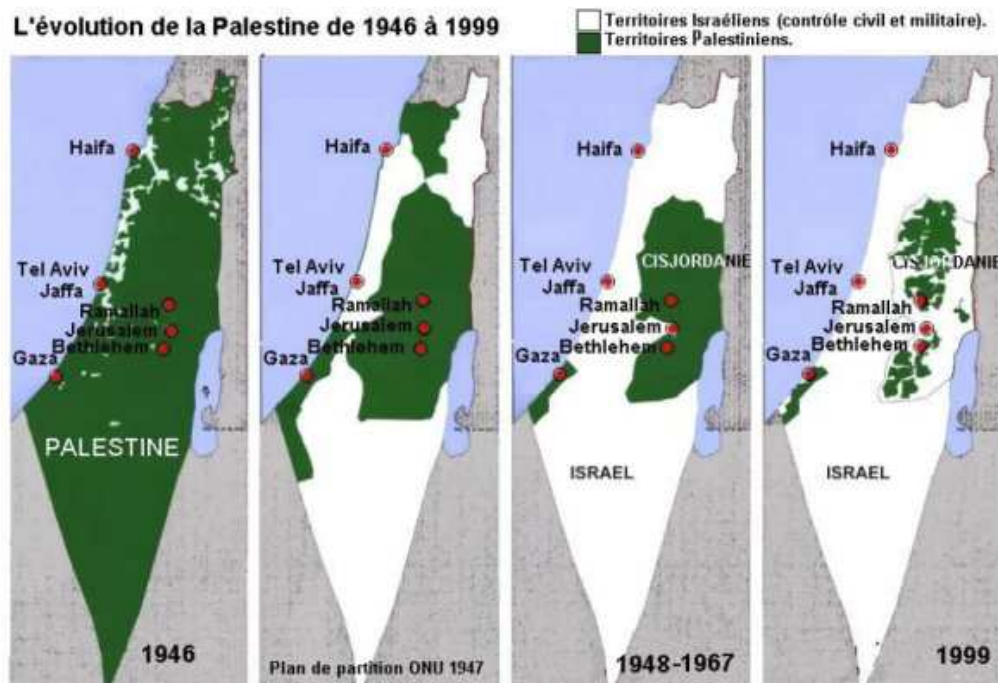 L'évolution de la Palestine de 1946 à 1999
Territoires Israéliens (contrôle civil et militaire).
Territoires Palestiniens.
Haifa
Tel Aviv
Jaffa
Ramallah
Jerusalem
Bethlehem
Gaza
PALESTINE
1946
Haifa
Tel Aviv
Jaffa
Ramallah
Jerusalem
Bethlehem
Gaza
Plan de partition ONU 1947
Haifa
CISJORDANIE
Tel Aviv
Jaffa
Ramallah
Jerusalem
Bethlehem
Gaza
ISRAEL
1948-1967
Haifa
CISJORDANIE
Tel Aviv
Jaffa
Ramallah
Jerusalem
Bethlehem
Gaza
ISRAEL
1999